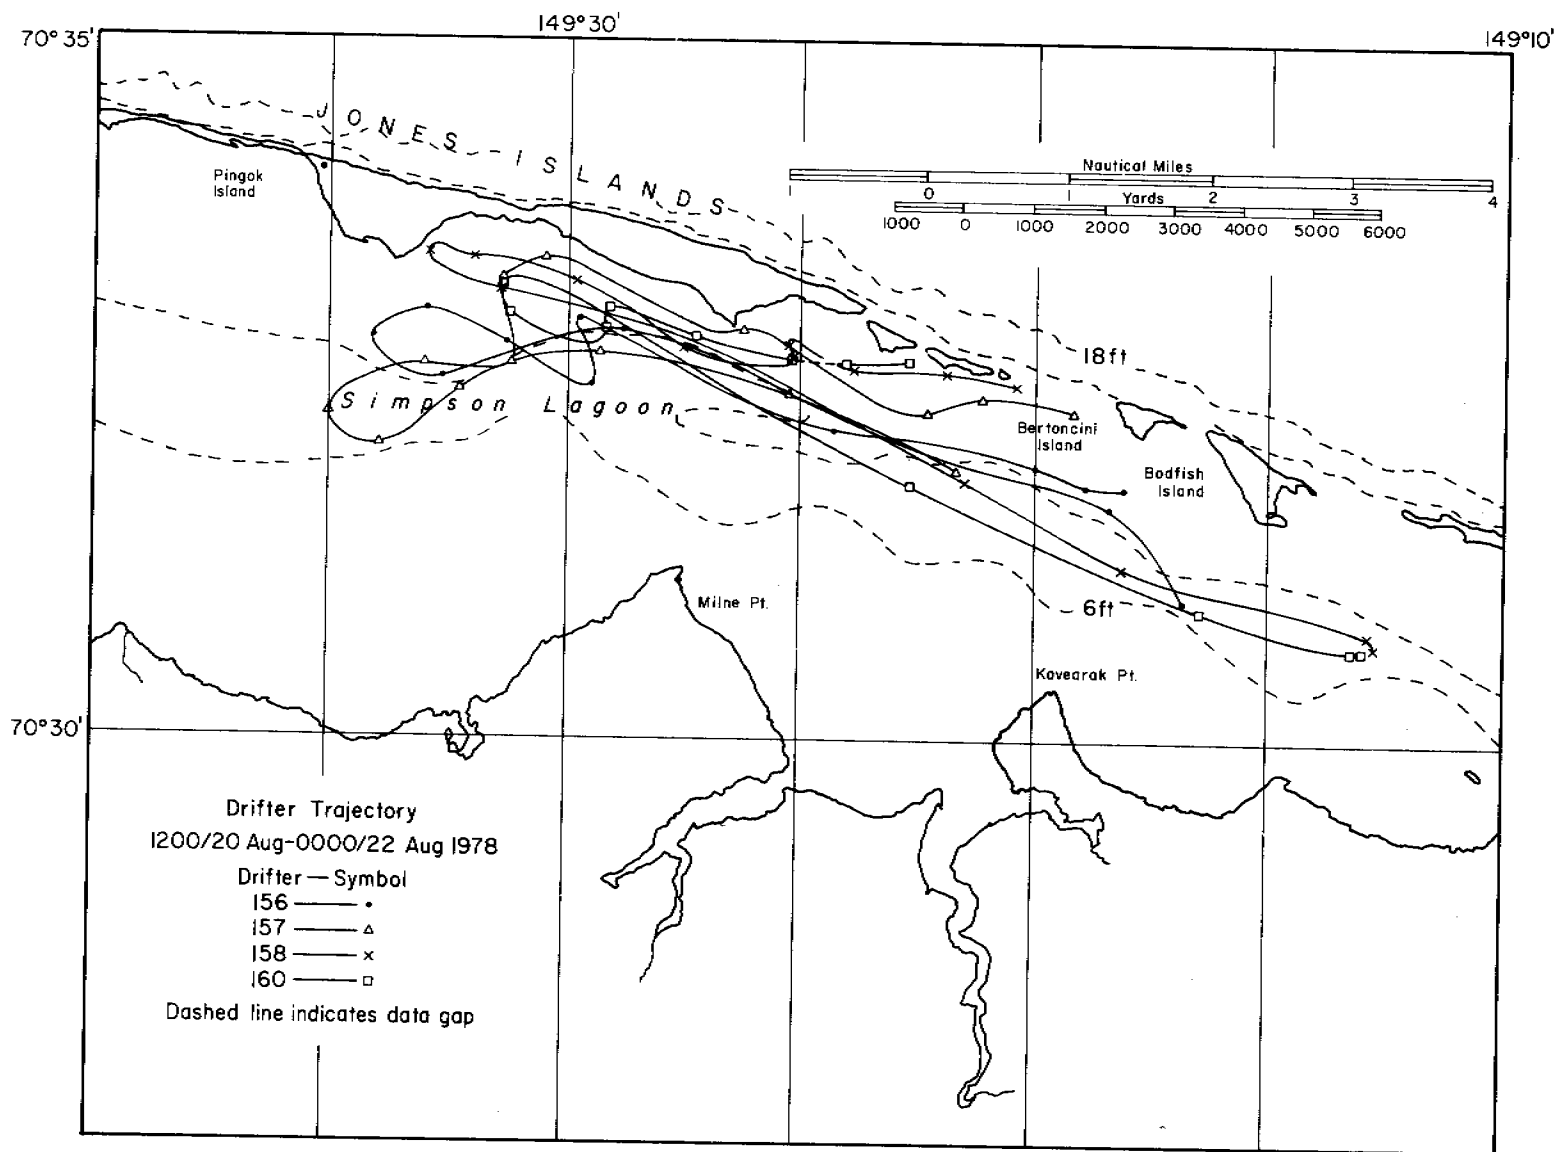 149°30'
70°35'
149°10'
JONES ISLANDS
Pingok
Island
Nautical Miles
0 1 2 3 4
Yards
1000 0 1000 2000 3000 4000 5000 6000
18ft
Simpson Lagoon
Bertoncini
Island
Bodfish
Island
Milne Pt.
6ft
Kavearak Pt.
70°30'
Drifter Trajectory
1200/20 Aug-0000/22 Aug 1978
Drifter — Symbol
156
157
158
160
Dashed line indicates data gap